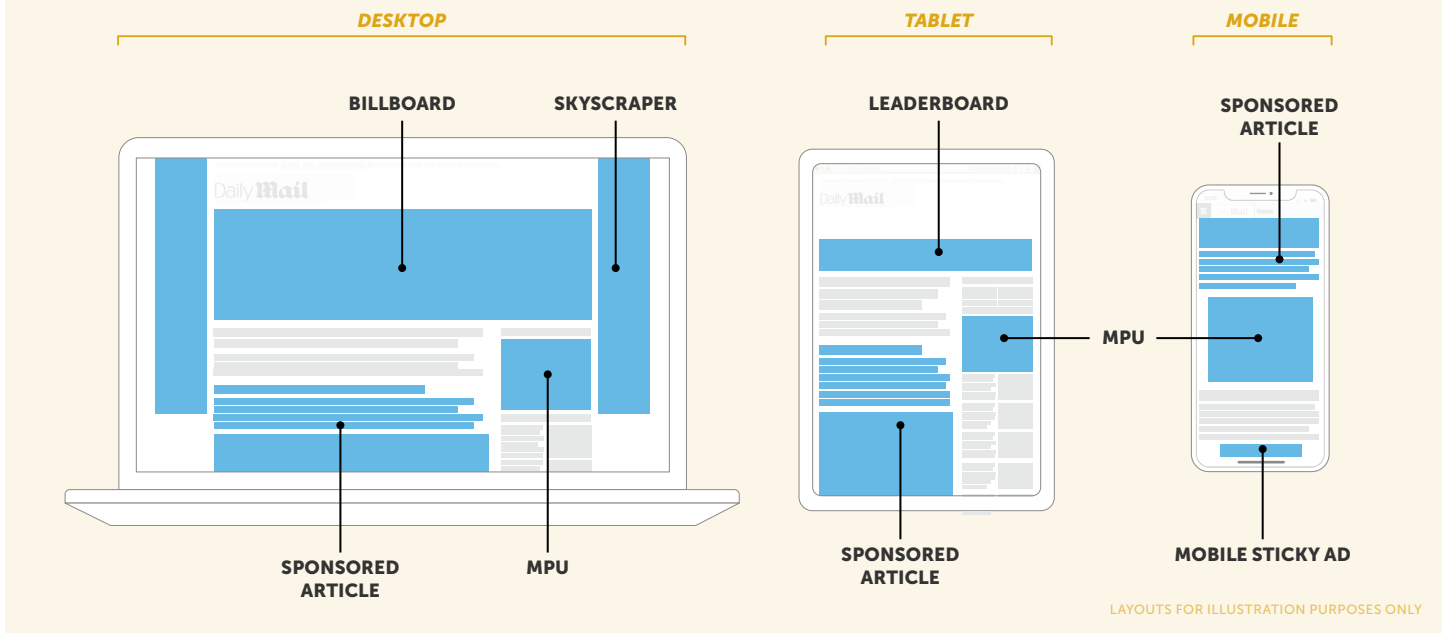 DESKTOP
TABLET
MOBILE
BILLBOARD
SKYSCRAPER
LEADERBOARD
SPONSORED
ARTICLE
Daily Mail
Daily Mail
MPU
SPONSORED
ARTICLE
MPU
SPONSORED
ARTICLE
MOBILE STICKY AD
LAYOUTS FOR ILLUSTRATION PURPOSES ONLY